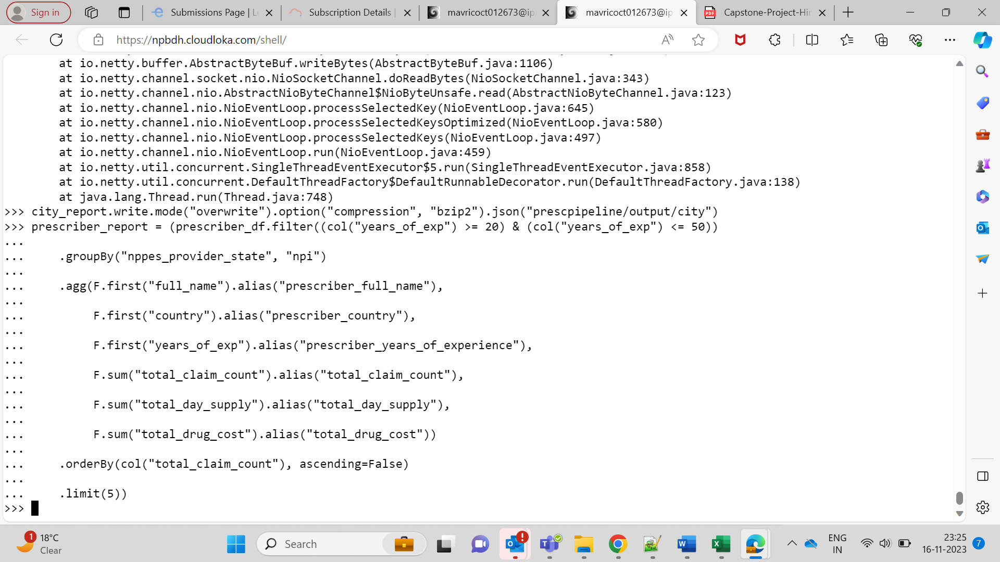 Sign in
Submissions Page | L
Subscription Details |
mavricoct012673@ip
mavricoct012673@ip
PDF
Capstone-Project-Hir
https://npbdh.cloudloka.com/shell/
at io.netty.buffer.AbstractByteBuf.writeBytes(AbstractByteBuf.java:1106)
at io.netty.channel.socket.nio.NioSocketChannel.doReadBytes(NioSocketChannel.java:343)
at io.netty.channel.nio.AbstractNioByteChannel$NioByteUnsafe.read(AbstractNioByteChannel.java:123)
at io.netty.channel.nio.NioEventLoop.processSelectedKey(NioEventLoop.java:645)
at io.netty.channel.nio.NioEventLoop.processSelectedKeysOptimized(NioEventLoop.java:580)
at io.netty.channel.nio.NioEventLoop.processSelectedKeys(NioEventLoop.java:497)
at io.netty.channel.nio.NioEventLoop.run(NioEventLoop.java:459)
at io.netty.util.concurrent.SingleThreadEventExecutor$5.run(SingleThreadEventExecutor.java:858)
at io.netty.util.concurrent.DefaultThreadFactory$DefaultRunnableDecorator.run(DefaultThreadFactory.java:138)
at java.lang.Thread.run(Thread.java:748)
>>> city_report.write.mode("overwrite").option("compression", "bzip2").json("prescpipeline/output/city")
>>> prescriber_report = (prescriber_df.filter((col("years_of_exp") >= 20) & (col("years_of_exp") <= 50))
...
...     .groupBy("nppes_provider_state", "npi")
...
...     .agg(F.first("full_name").alias("prescriber_full_name"),
...
...          F.first("country").alias("prescriber_country"),
...
...          F.first("years_of_exp").alias("prescriber_years_of_experience"),
...
...          F.sum("total_claim_count").alias("total_claim_count"),
...
...          F.sum("total_day_supply").alias("total_day_supply"),
...
...          F.sum("total_drug_cost").alias("total_drug_cost"))
...
...     .orderBy(col("total_claim_count"), ascending=False)
...
...     .limit(5))
>>>
1
18°C
Clear
Search
ENG
IN
23:25
16-11-2023
7